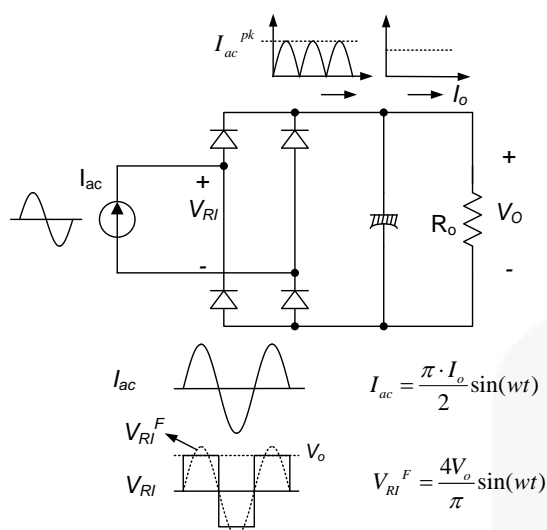 I_ac^pk
I_o
I_ac
+
V_RI
-
+
R_o
V_O
-
I_ac
I_ac = π · I_o / 2 sin(wt)
V_RI^F
V_o
V_RI
V_RI^F = 4V_o / π sin(wt)